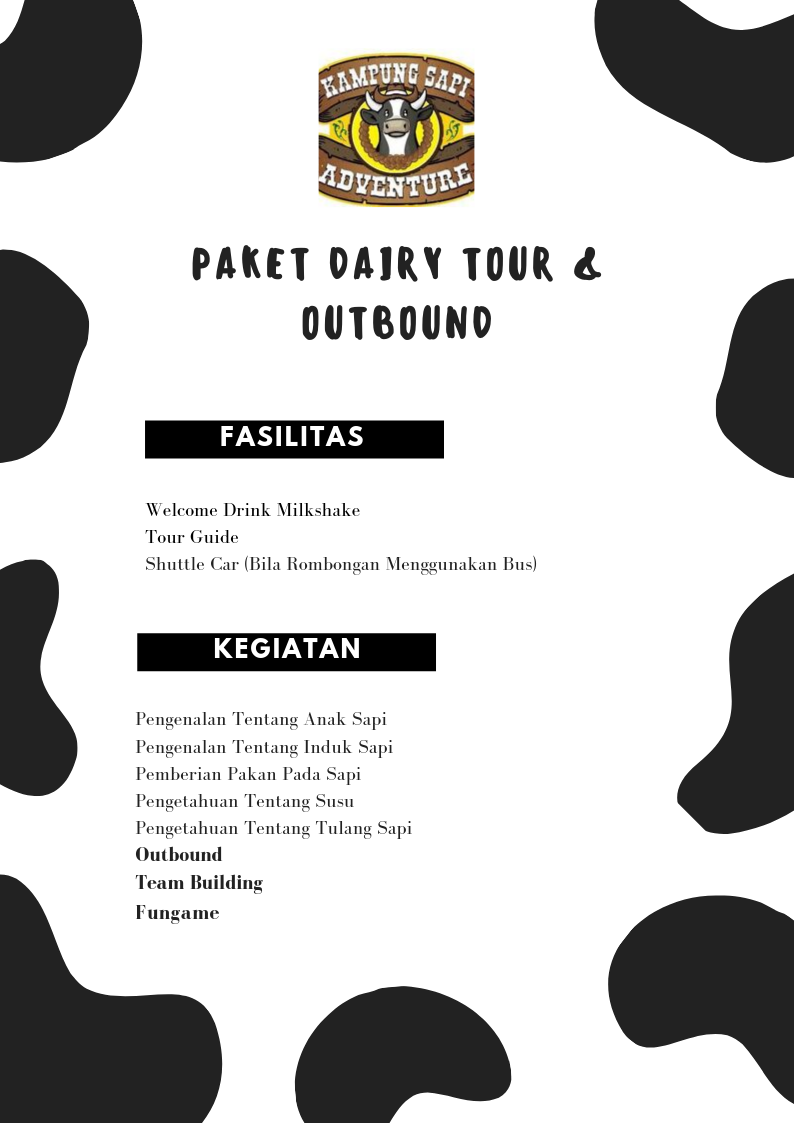 KAMPUNG SAPI
ADVENTURE
PAKET DAIRY TOUR &
OUTBOUND
FASILITAS
Welcome Drink Milkshake
Tour Guide
Shuttle Car (Bila Rombongan Menggunakan Bus)
KEGIATAN
Pengenalan Tentang Anak Sapi
Pengenalan Tentang Induk Sapi
Pemberian Pakan Pada Sapi
Pengetahuan Tentang Susu
Pengetahuan Tentang Tulang Sapi
Outbound
Team Building
Fungame